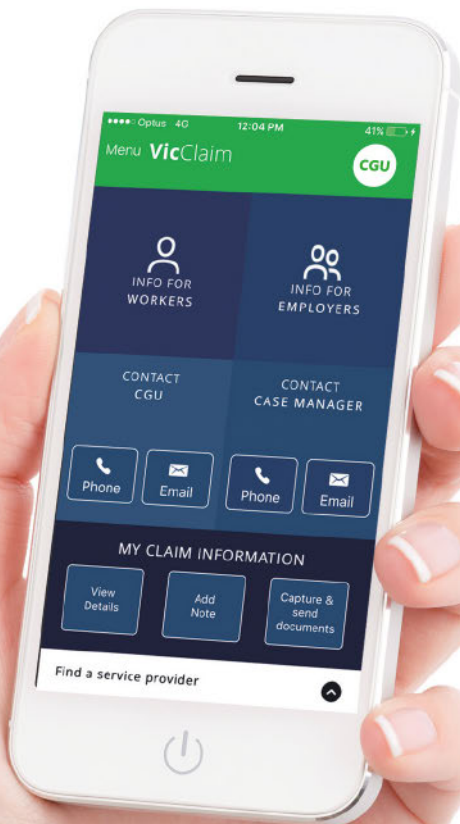 Optus 4G 12:04 PM 41%
Menu VicClaim CGU
INFO FOR
WORKERS
INFO FOR
EMPLOYERS
CONTACT
CGU
CONTACT
CASE MANAGER
Phone Email Phone Email
MY CLAIM INFORMATION
View
Details
Add
Note
Capture &
send
documents
Find a service provider